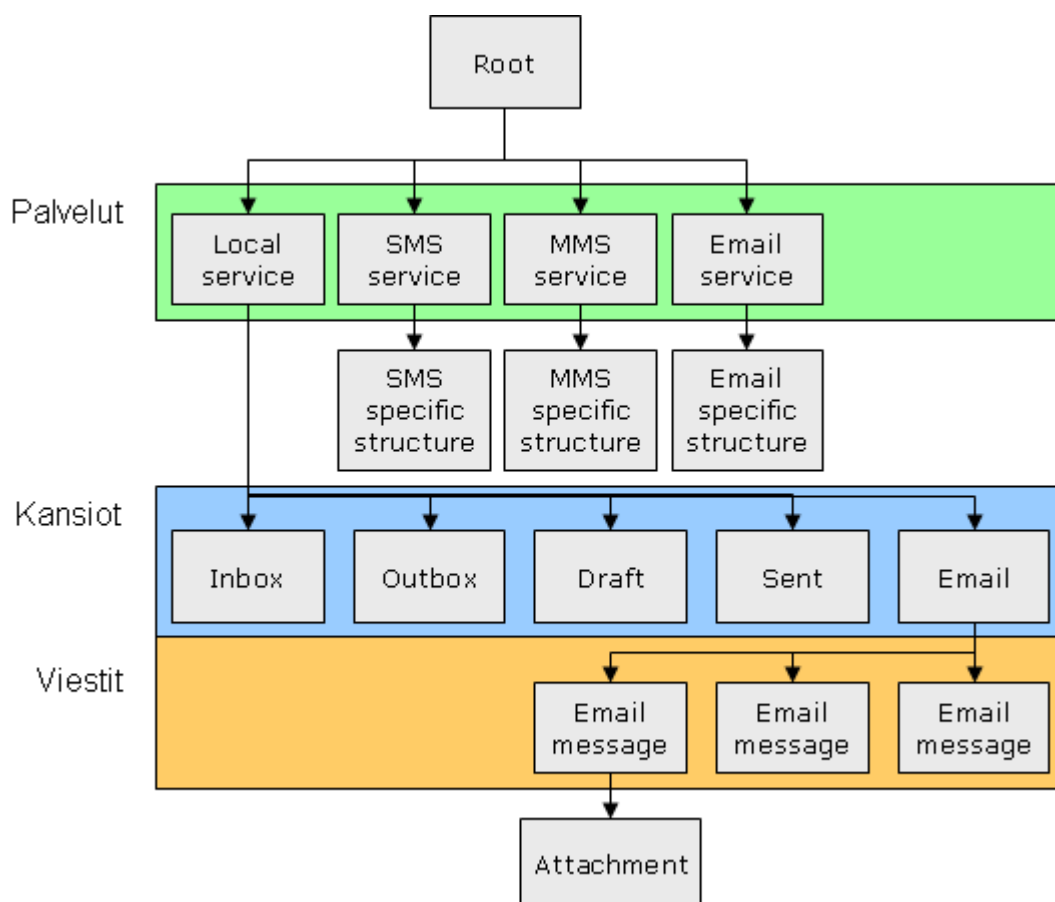 Root
Palvelut
Local
service
SMS
service
MMS
service
Email
service
SMS
specific
structure
MMS
specific
structure
Email
specific
structure
Kansiot
Inbox
Outbox
Draft
Sent
Email
Viestit
Email
message
Email
message
Email
message
Attachment